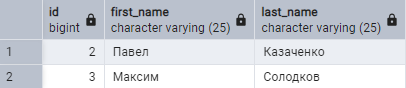 id first_name last_name
bigint character varying (25) character varying (25)
1 2 Павел Казаченко
2 3 Максим Солодков